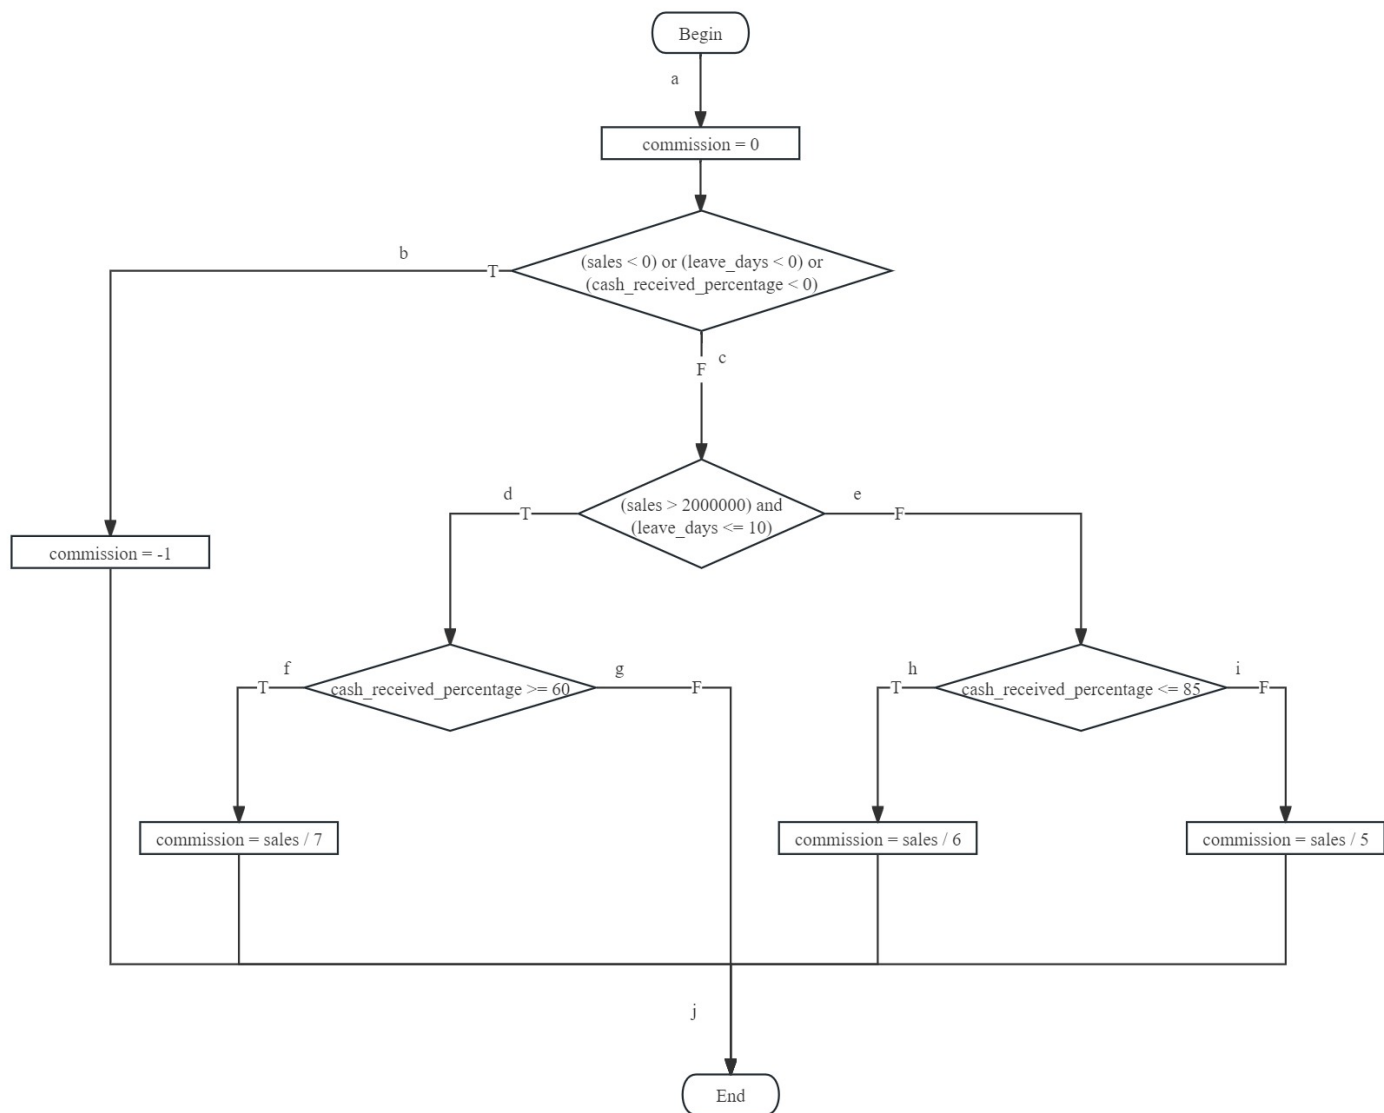 Begin
a
commission = 0
b
T
(sales < 0) or (leave_days < 0) or
(cash_received_percentage < 0)
c
F
d
T
(sales > 2000000) and
(leave_days <= 10)
e
F
commission = -1
f
T
cash_received_percentage >= 60
g
F
h
T
cash_received_percentage <= 85
i
F
commission = sales / 7
commission = sales / 6
commission = sales / 5
j
End